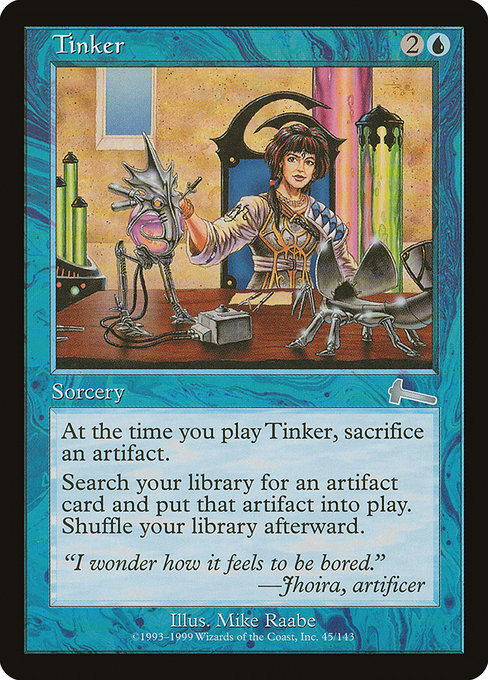 Tinker 2
Sorcery
At the time you play Tinker, sacrifice
an artifact.
Search your library for an artifact
card and put that artifact into play.
Shuffle your library afterward.
“I wonder how it feels to be bored.”
—Jhoira, artificer
Illus. Mike Raabe
©1993–1999 Wizards of the Coast, Inc. 45/143